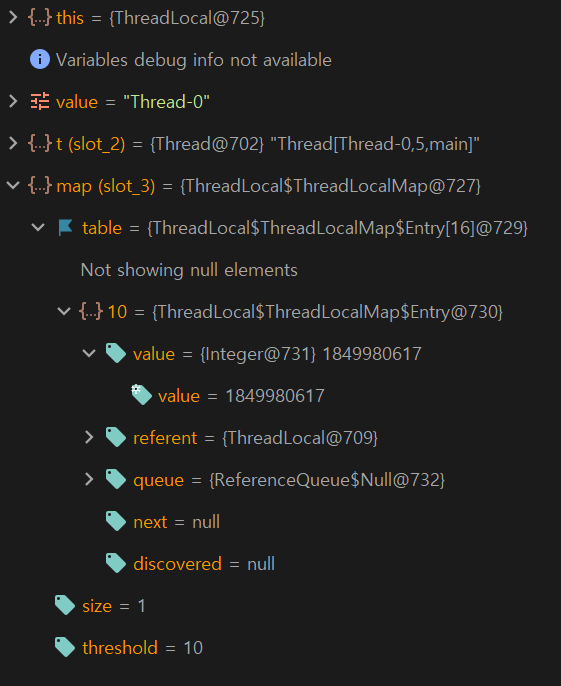 this = {ThreadLocal@725}
Variables debug info not available
value = "Thread-0"
t (slot_2) = {Thread@702} "Thread[Thread-0,5,main]"
map (slot_3) = {ThreadLocal$ThreadLocalMap@727}
table = {ThreadLocal$ThreadLocalMap$Entry[16]@729}
Not showing null elements
10 = {ThreadLocal$ThreadLocalMap$Entry@730}
value = {Integer@731} 1849980617
value = 1849980617
referent = {ThreadLocal@709}
queue = {ReferenceQueue$Null@732}
next = null
discovered = null
size = 1
threshold = 10